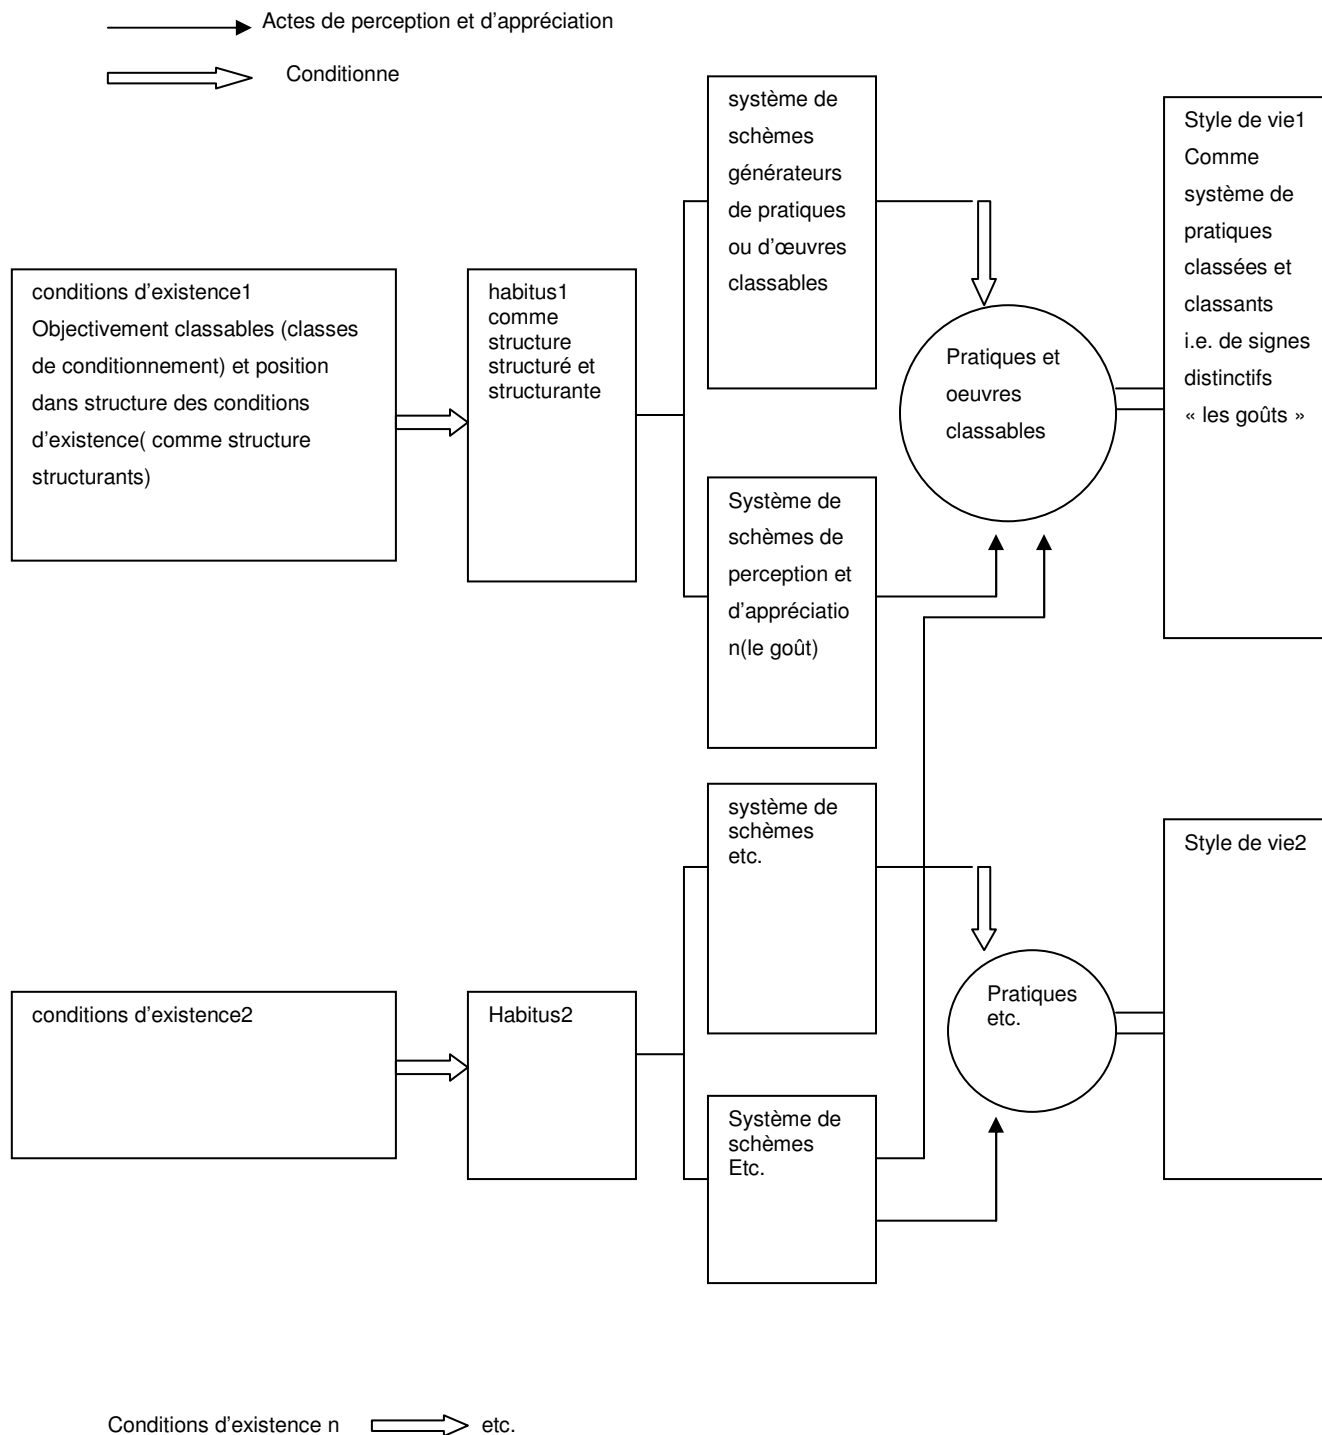 Actes de perception et d'appréciation
Conditionne
système de
schèmes
générateurs
de pratiques
ou d'œuvres
classables
Style de vie1
Comme
système de
pratiques
classées et
classants
i.e. de signes
distinctifs
« les goûts »
conditions d'existence1
Objectivement classables (classes
de conditionnement) et position
dans structure des conditions
d'existence( comme structure
structurants)
habitus1
comme
structure
structuré et
structurante
Pratiques et
oeuvres
classables
Système de
schèmes de
perception et
d'appréciatio
n(le goût)
système de
schèmes
etc.
Style de vie2
conditions d'existence2
Habitus2
Pratiques
etc.
Système de
schèmes
Etc.
Conditions d'existence n etc.